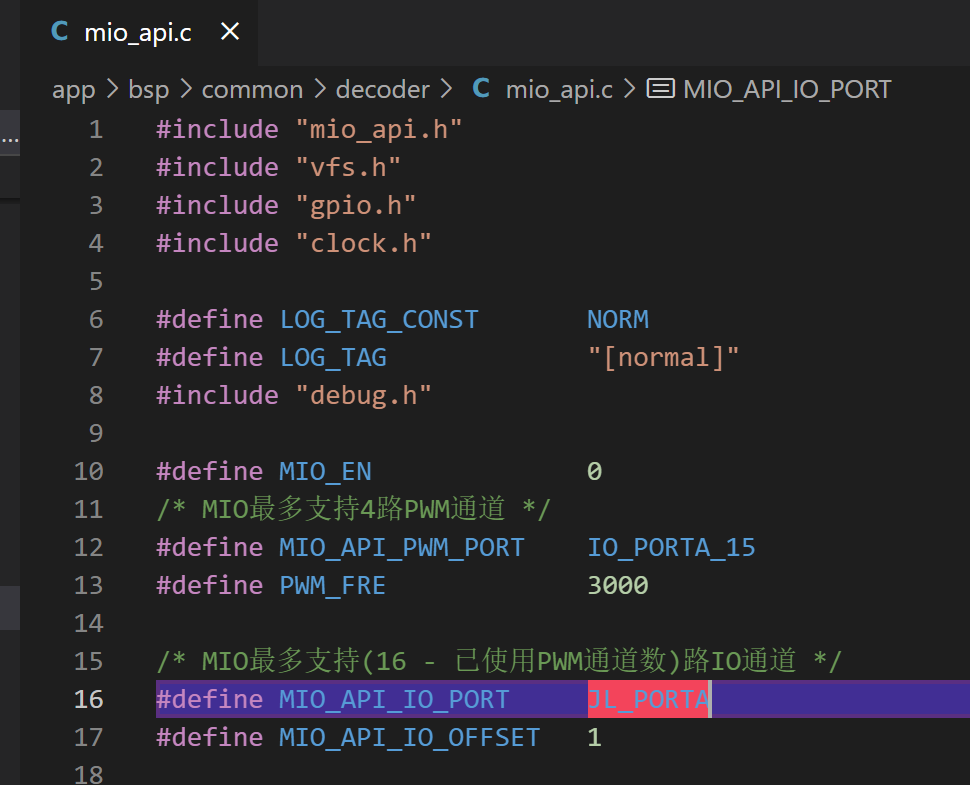 C mio_api.c ×
app > bsp > common > decoder > C mio_api.c > MIO_API_IO_PORT
...
1 #include "mio_api.h"
2 #include "vfs.h"
3 #include "gpio.h"
4 #include "clock.h"
5
6 #define LOG_TAG_CONST NORM
7 #define LOG_TAG "[normal]"
8 #include "debug.h"
9
10 #define MIO_EN 0
11 /* MIO最多支持4路PWM通道 */
12 #define MIO_API_PWM_PORT IO_PORTA_15
13 #define PWM_FRE 3000
14
15 /* MIO最多支持(16 - 已使用PWM通道数)路IO通道 */
16 #define MIO_API_IO_PORT JL_PORTA
17 #define MIO_API_IO_OFFSET 1
18